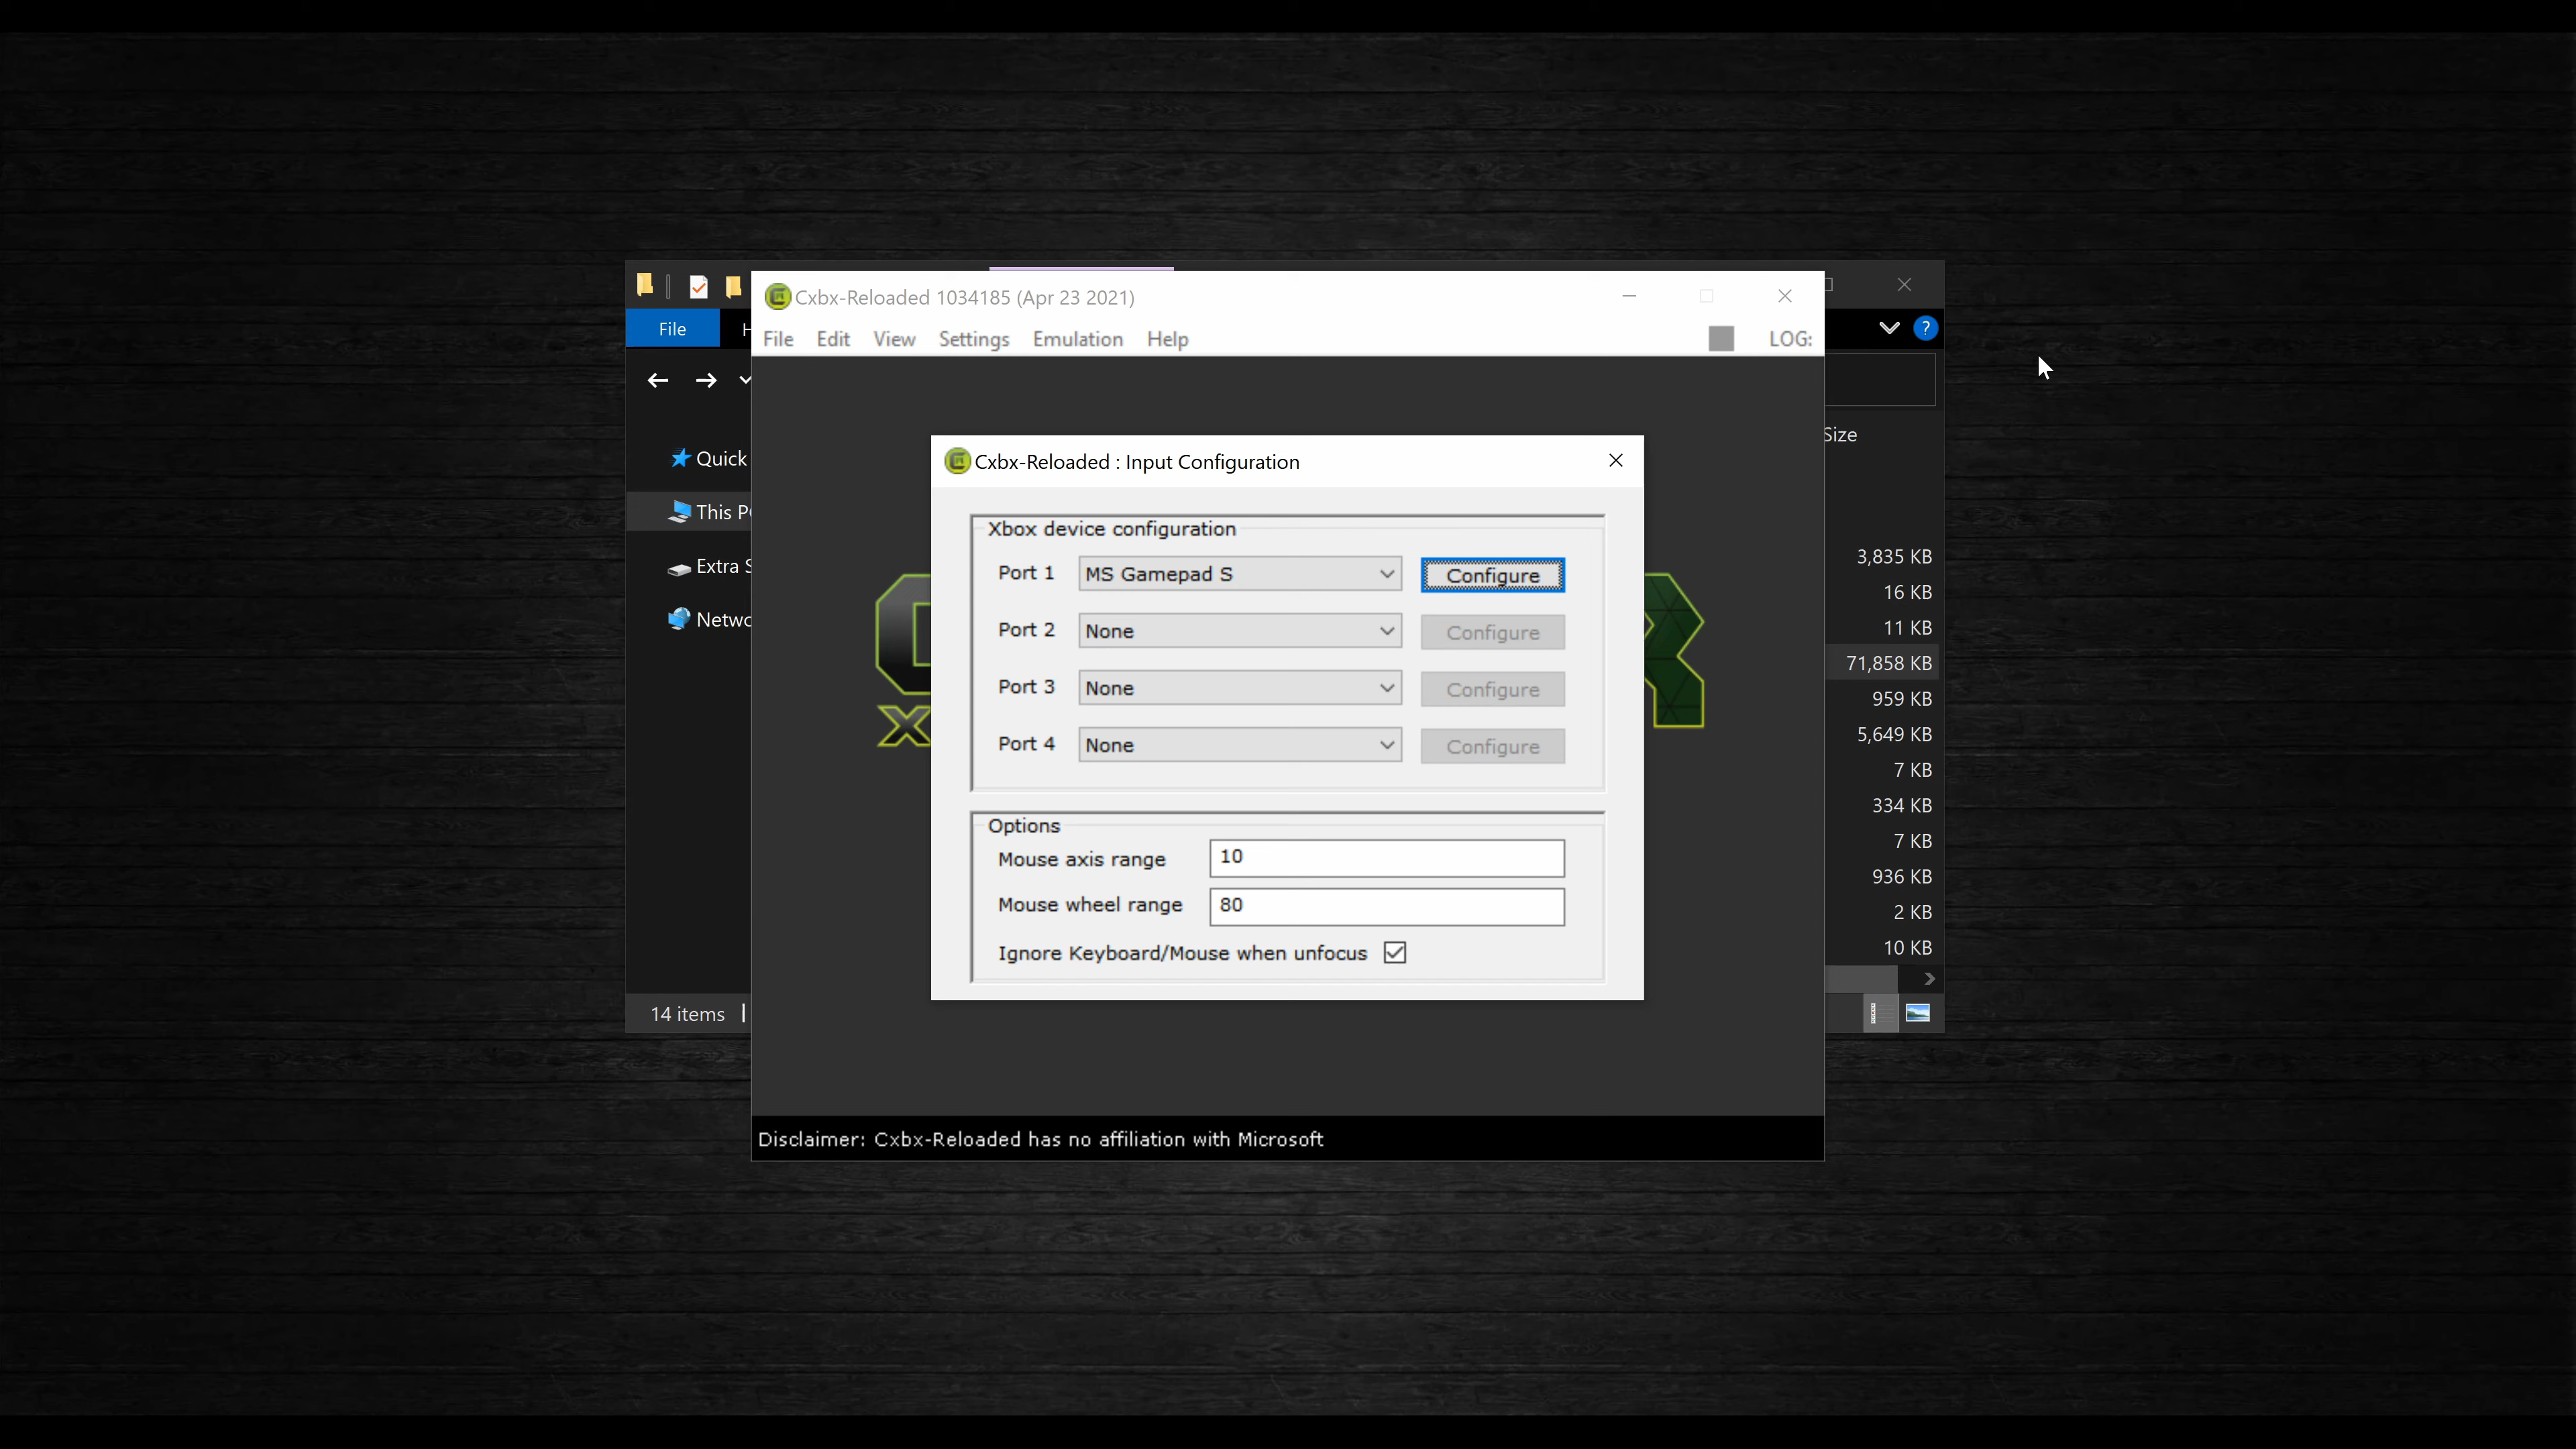 Cxbx-Reloaded 1034185 (Apr 23 2021)
File
File Edit View Settings Emulation Help LOG:
Size
Cxbx-Reloaded : Input Configuration
Quick
This
Extra
Xbox device configuration
Port 1 MS Gamepad S Configure
Port 2 None Configure
Port 3 None Configure
Port 4 None Configure
Options
Mouse axis range 10
Mouse wheel range 80
Ignore Keyboard/Mouse when unfocus
3,835 KB
16 KB
11 KB
71,858 KB
959 KB
5,649 KB
7 KB
334 KB
7 KB
936 KB
2 KB
10 KB
14 items
Disclaimer: Cxbx-Reloaded has no affiliation with Microsoft